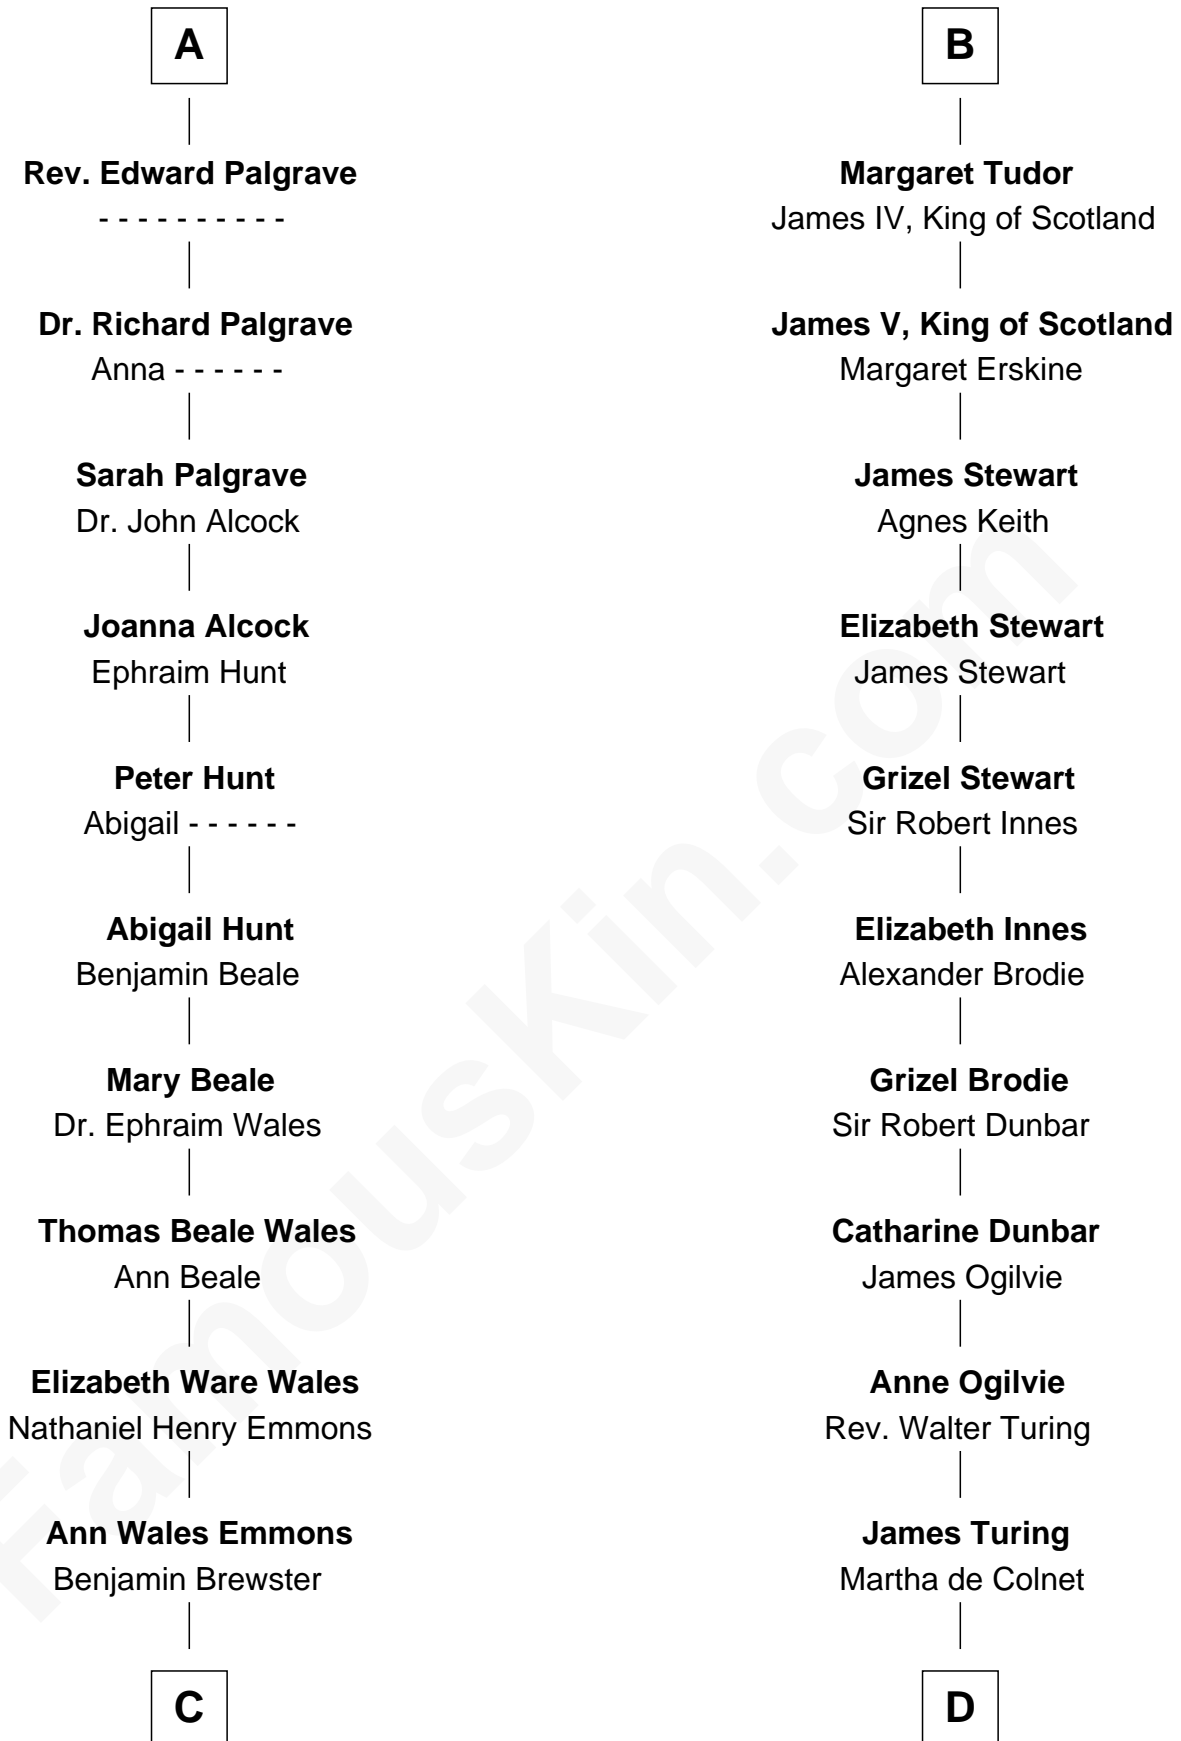 A
Rev. Edward Palgrave
- - - - - - - - - -
Dr. Richard Palgrave
Anna - - - - - -
Sarah Palgrave
Dr. John Alcock
Joanna Alcock
Ephraim Hunt
Peter Hunt
Abigail - - - - - -
Abigail Hunt
Benjamin Beale
Mary Beale
Dr. Ephraim Wales
Thomas Beale Wales
Ann Beale
Elizabeth Ware Wales
Nathaniel Henry Emmons
Ann Wales Emmons
Benjamin Brewster
C
B
Margaret Tudor
James IV, King of Scotland
James V, King of Scotland
Margaret Erskine
James Stewart
Agnes Keith
Elizabeth Stewart
James Stewart
Grizel Stewart
Sir Robert Innes
Elizabeth Innes
Alexander Brodie
Grizel Brodie
Sir Robert Dunbar
Catharine Dunbar
James Ogilvie
Anne Ogilvie
Rev. Walter Turing
James Turing
Martha de Colnet
D
FamousKin.com